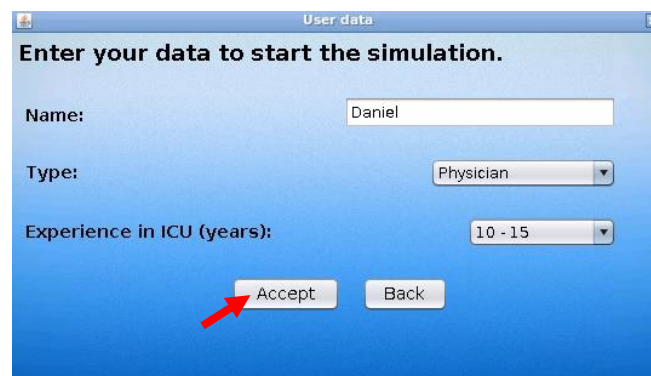 User data
Enter your data to start the simulation.
Name: Daniel
Type: Physician
Experience in ICU (years): 10 - 15
Accept Back